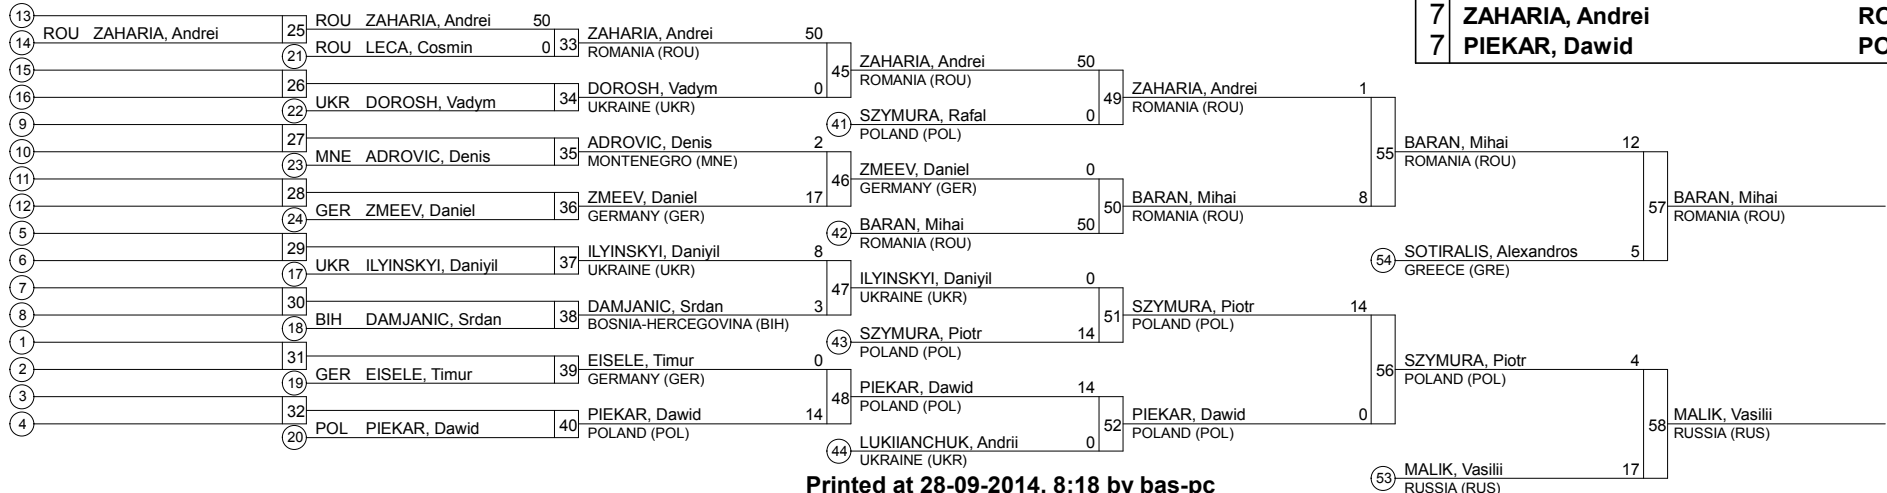 13
14 ROU ZAHARIA, Andrei
25 ROU ZAHARIA, Andrei 50
21 ROU LECA, Cosmin 0
33 ZAHARIA, Andrei 50
ROMANIA (ROU)
15
16
26
22 UKR DOROSH, Vadym
34 DOROSH, Vadym 0
UKRAINE (UKR)
9
10
27
23 MNE ADROVIC, Denis
35 ADROVIC, Denis 2
MONTENEGRO (MNE)
11
12
28
24 GER ZMEEV, Daniel
36 ZMEEV, Daniel 17
GERMANY (GER)
5
6
29
17 UKR ILYINSKYI, Daniyil
37 ILYINSKYI, Daniyil 8
UKRAINE (UKR)
7
8
30
18 BIH DAMJANIC, Srdan
38 DAMJANIC, Srdan 3
BOSNIA-HERCEGOVINA (BIH)
1
2
31
19 GER EISELE, Timur
39 EISELE, Timur 0
GERMANY (GER)
3
4
32
20 POL PIEKAR, Dawid
40 PIEKAR, Dawid 14
POLAND (POL)
45 ZAHARIA, Andrei 50
ROMANIA (ROU)
41 SZYMURA, Rafal 0
POLAND (POL)
46 ZMEEV, Daniel 0
GERMANY (GER)
42 BARAN, Mihai 50
ROMANIA (ROU)
47 ILYINSKYI, Daniyil 0
UKRAINE (UKR)
43 SZYMURA, Piotr 14
POLAND (POL)
48 PIEKAR, Dawid 14
POLAND (POL)
44 LUKIIANCHUK, Andrii 0
UKRAINE (UKR)
49 ZAHARIA, Andrei 1
ROMANIA (ROU)
50 BARAN, Mihai 8
ROMANIA (ROU)
51 SZYMURA, Piotr 14
POLAND (POL)
52 PIEKAR, Dawid 0
POLAND (POL)
55 BARAN, Mihai 12
ROMANIA (ROU)
54 SOTIRALIS, Alexandros 5
GREECE (GRE)
56 SZYMURA, Piotr 4
POLAND (POL)
53 MALIK, Vasilii 17
RUSSIA (RUS)
57 BARAN, Mihai
ROMANIA (ROU)
58 MALIK, Vasilii
RUSSIA (RUS)
7 ZAHARIA, Andrei RO
7 PIEKAR, Dawid PO
Printed at 28-09-2014, 8:18 by bas-pc